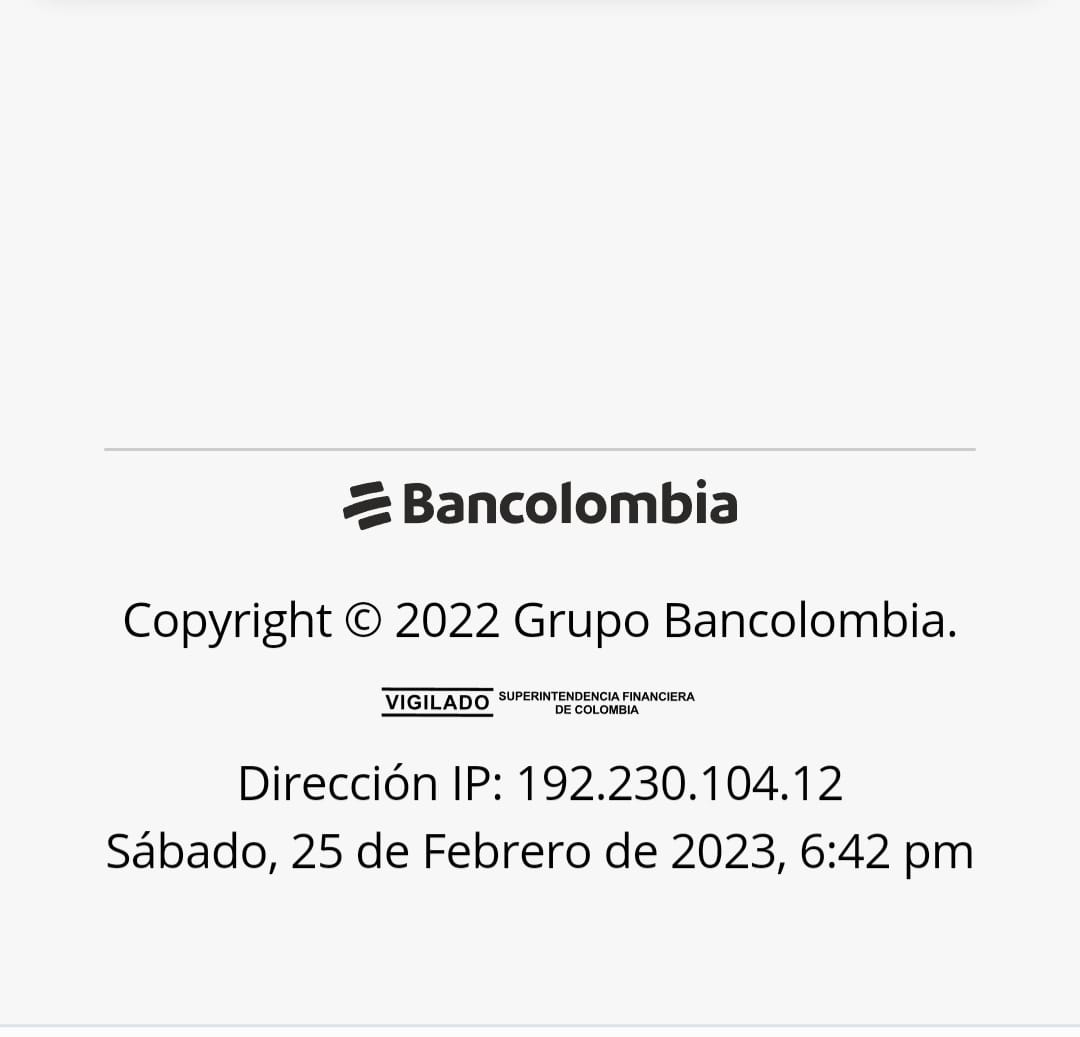 Bancolombia
Copyright © 2022 Grupo Bancolombia.
VIGILADO SUPERINTENDENCIA FINANCIERA
DE COLOMBIA
Dirección IP: 192.230.104.12
Sábado, 25 de Febrero de 2023, 6:42 pm